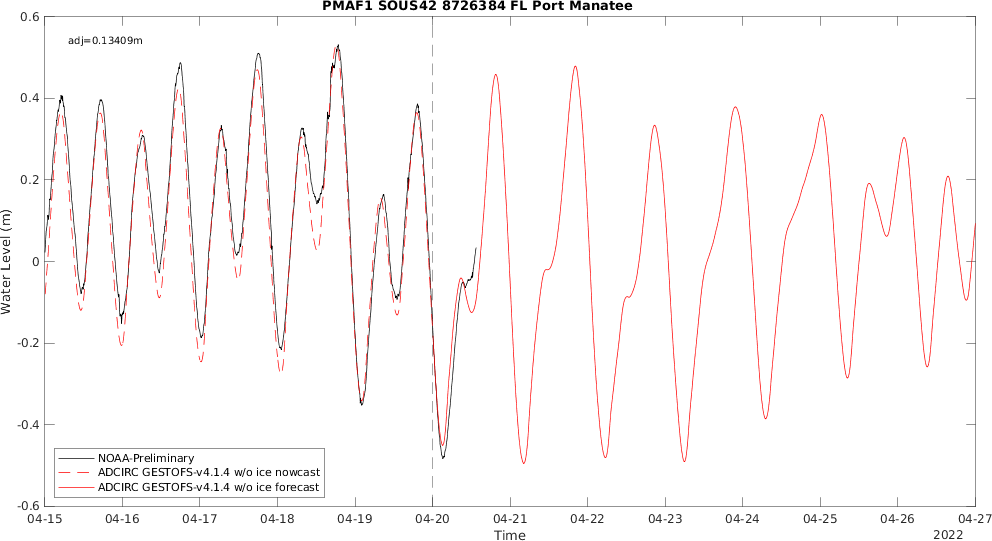 PMAF1 SOUS42 8726384 FL Port Manatee
adj=0.13409m
0.6
0.4
0.2
0
-0.2
-0.4
-0.6
Water Level (m)
NOAA-Preliminary
ADCIRC GESTOFS-v4.1.4 w/o ice nowcast
ADCIRC GESTOFS-v4.1.4 w/o ice forecast
04-15 04-16 04-17 04-18 04-19 04-20 04-21 04-22 04-23 04-24 04-25 04-26 04-27
Time
2022